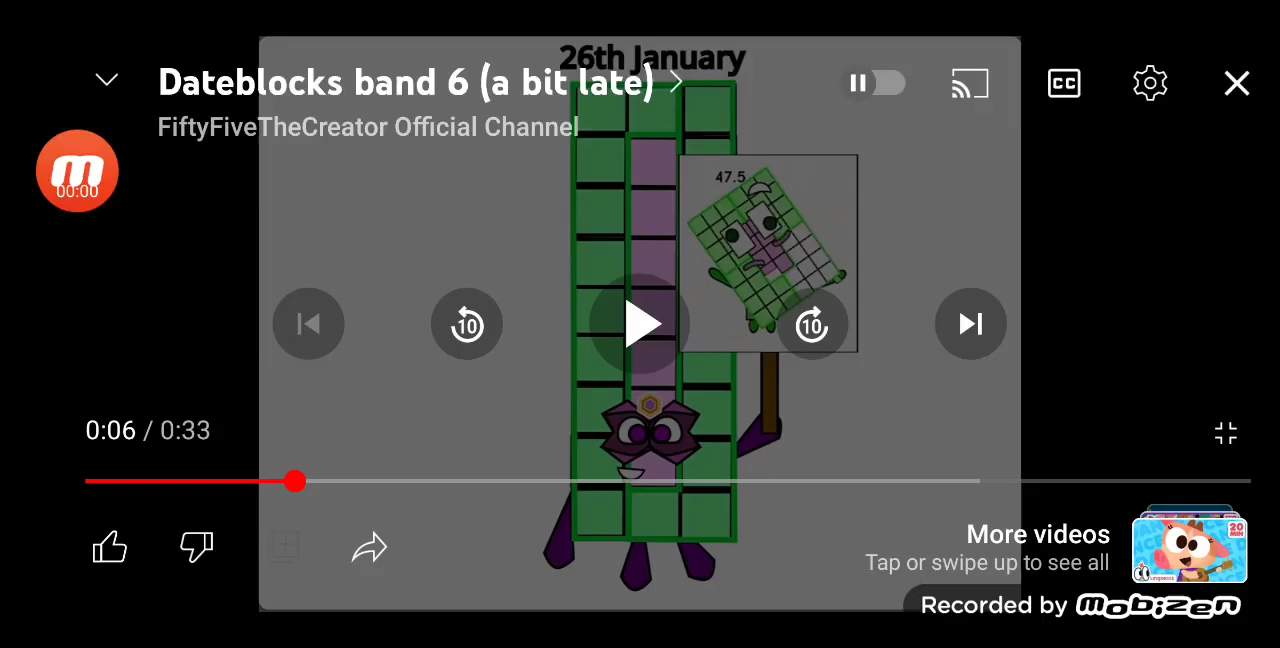 26th January
Dateblocks band 6 (a bit late)
FiftyFiveTheCreator Official Channel
CC
00:00
47.5
10
10
0:06 / 0:33
More videos
Tap or swipe up to see all
20
MIN
Recorded by Mobizen